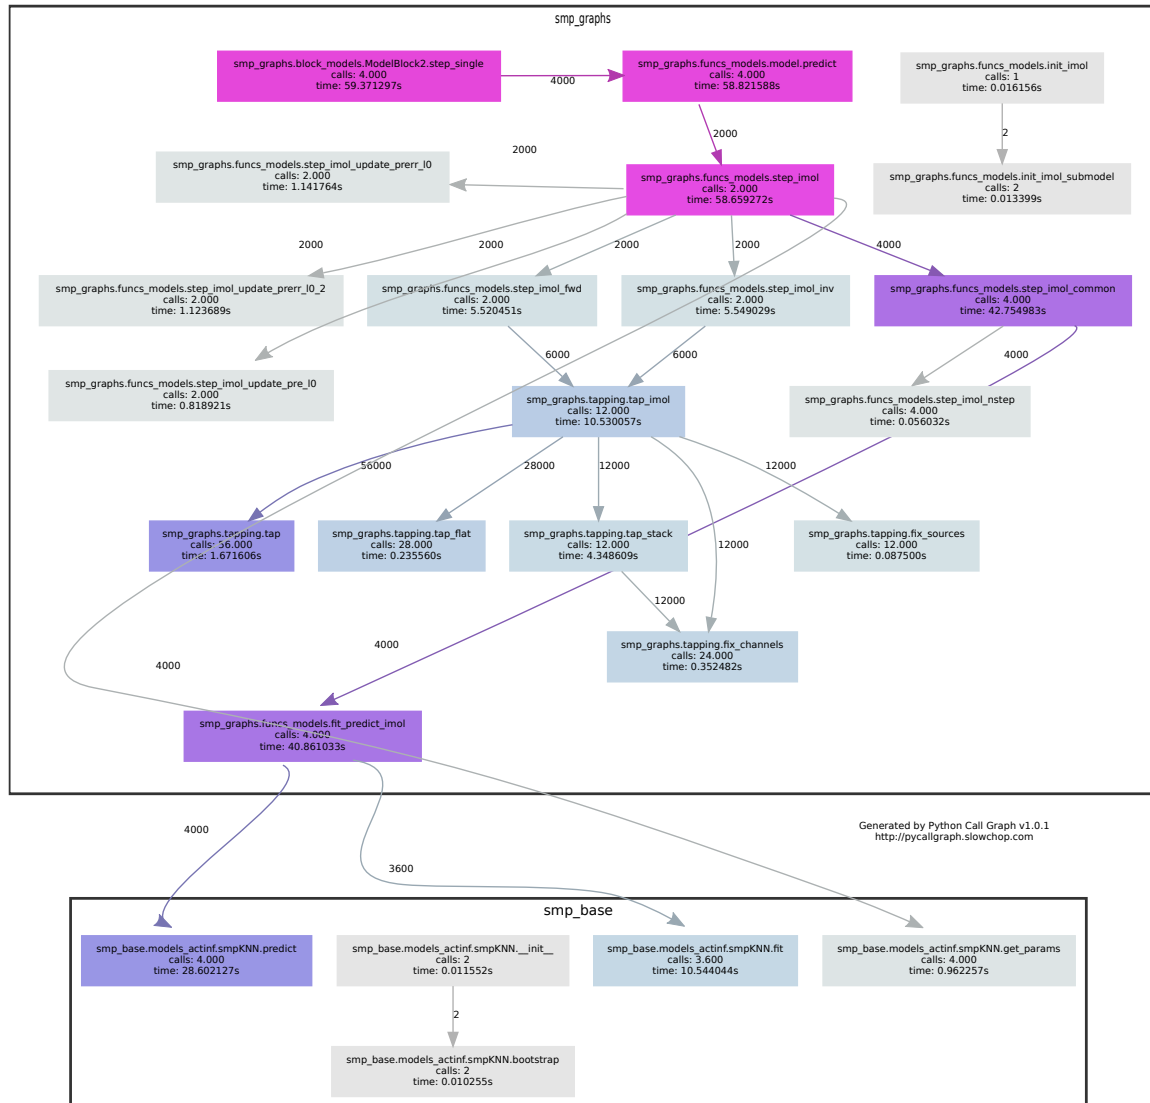 smp_graphs
smp_graphs.block_models.ModelBlock2.step_single
calls: 4.000
time: 59.371297s
4000
smp_graphs.funcs_models.model.predict
calls: 4.000
time: 58.821588s
smp_graphs.funcs_models.init_imol
calls: 1
time: 0.016156s
2000
2
2000
smp_graphs.funcs_models.step_imol_update_prerr_l0
calls: 2.000
time: 1.141764s
smp_graphs.funcs_models.step_imol
calls: 2.000
time: 58.659272s
smp_graphs.funcs_models.init_imol_submodel
calls: 2
time: 0.013399s
2000
2000
2000
2000
4000
smp_graphs.funcs_models.step_imol_update_prerr_l0_2
calls: 2.000
time: 1.123689s
smp_graphs.funcs_models.step_imol_fwd
calls: 2.000
time: 5.520451s
smp_graphs.funcs_models.step_imol_inv
calls: 2.000
time: 5.549029s
smp_graphs.funcs_models.step_imol_common
calls: 4.000
time: 42.754983s
6000
6000
4000
smp_graphs.funcs_models.step_imol_update_pre_l0
calls: 2.000
time: 0.818921s
smp_graphs.tapping.tap_imol
calls: 12.000
time: 10.530057s
smp_graphs.funcs_models.step_imol_nstep
calls: 4.000
time: 0.056032s
56000
28000
12000
12000
smp_graphs.tapping.tap
calls: 56.000
time: 1.671606s
smp_graphs.tapping.tap_flat
calls: 28.000
time: 0.235560s
smp_graphs.tapping.tap_stack
calls: 12.000
time: 4.348609s
12000
smp_graphs.tapping.fix_sources
calls: 12.000
time: 0.087500s
12000
4000
4000
smp_graphs.tapping.fix_channels
calls: 24.000
time: 0.352482s
smp_graphs.funcs_models.fit_predict_imol
calls: 4.000
time: 40.861033s
4000
3600
Generated by Python Call Graph v1.0.1
http://pycallgraph.slowchop.com
smp_base
smp_base.models_actinf.smpKNN.predict
calls: 4.000
time: 28.602127s
smp_base.models_actinf.smpKNN.__init__
calls: 2
time: 0.011552s
smp_base.models_actinf.smpKNN.fit
calls: 3.600
time: 10.544044s
smp_base.models_actinf.smpKNN.get_params
calls: 4.000
time: 0.962257s
2
smp_base.models_actinf.smpKNN.bootstrap
calls: 2
time: 0.010255s